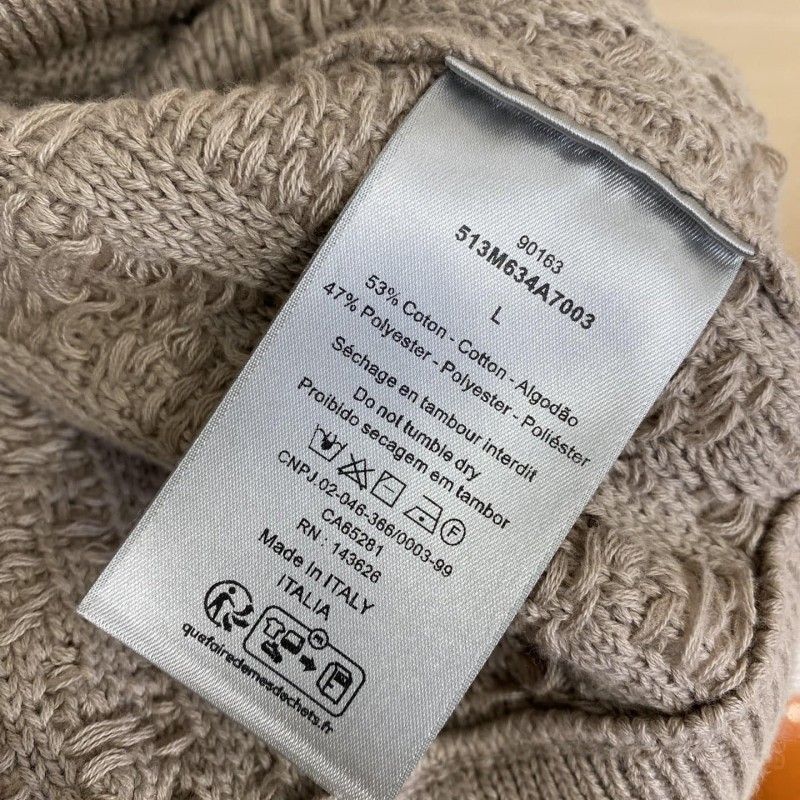 90163
513M634A7003
L
53% Coton - Cotton - Algodão
47% Polyester - Polyester - Poliéster
Séchage en tambour interdit
Do not tumble dry
Proibido secagem em tambor
F
CNPJ.02-046-366/0003-99
CA65281
RN : 143626
Made in ITALY
ITALIA
quefairedemesdechets.fr